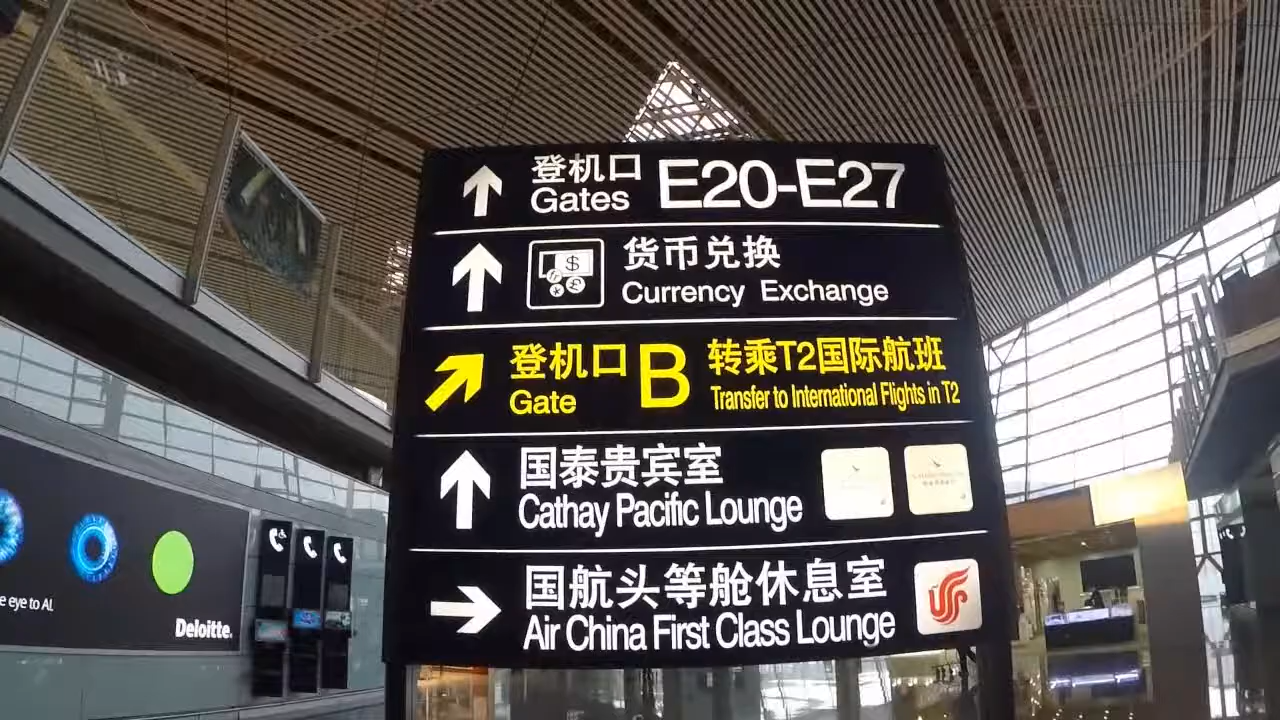 登机口 E20-E27
Gates
货币兑换
Currency Exchange
登机口 B 转乘T2国际航班
Gate Transfer to International Flights in T2
国泰贵宾室
Cathay Pacific Lounge
国航头等舱休息室
Air China First Class Lounge
e eye to AI.
Deloitte.